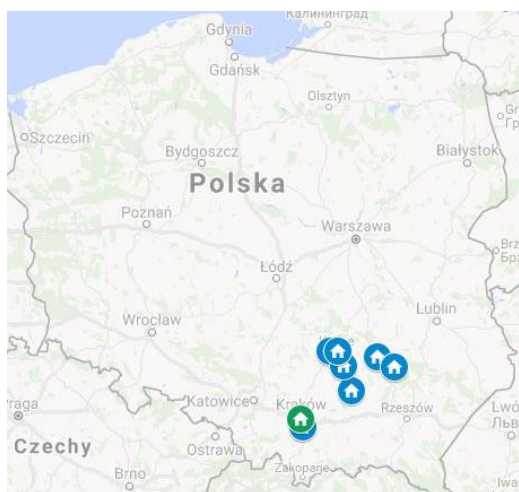 Калининград
Gdynia
Gdańsk
Olsztyn
Szczecin
Bydgoszcz
Białystok
Polska
Poznań
Warszawa
Łódź
Lublin
Wrocław
Katowice
Kraków
Rzeszów
Praga
Czechy
Ostrawa
Zakopane
Brno